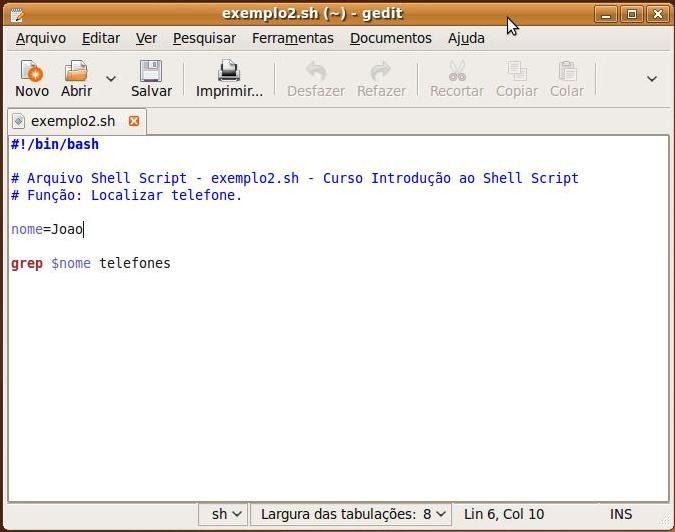 exemplo2.sh (~) - gedit
Arquivo Editar Ver Pesquisar Ferramentas Documentos Ajuda
Novo Abrir Salvar Imprimir... Desfazer Refazer Recortar Copiar Colar
exemplo2.sh
#!/bin/bash
# Arquivo Shell Script - exemplo2.sh - Curso Introdução ao Shell Script
# Função: Localizar telefone.
nome=Joao
grep $nome telefones
sh Largura das tabulações: 8 Lin 6, Col 10 INS